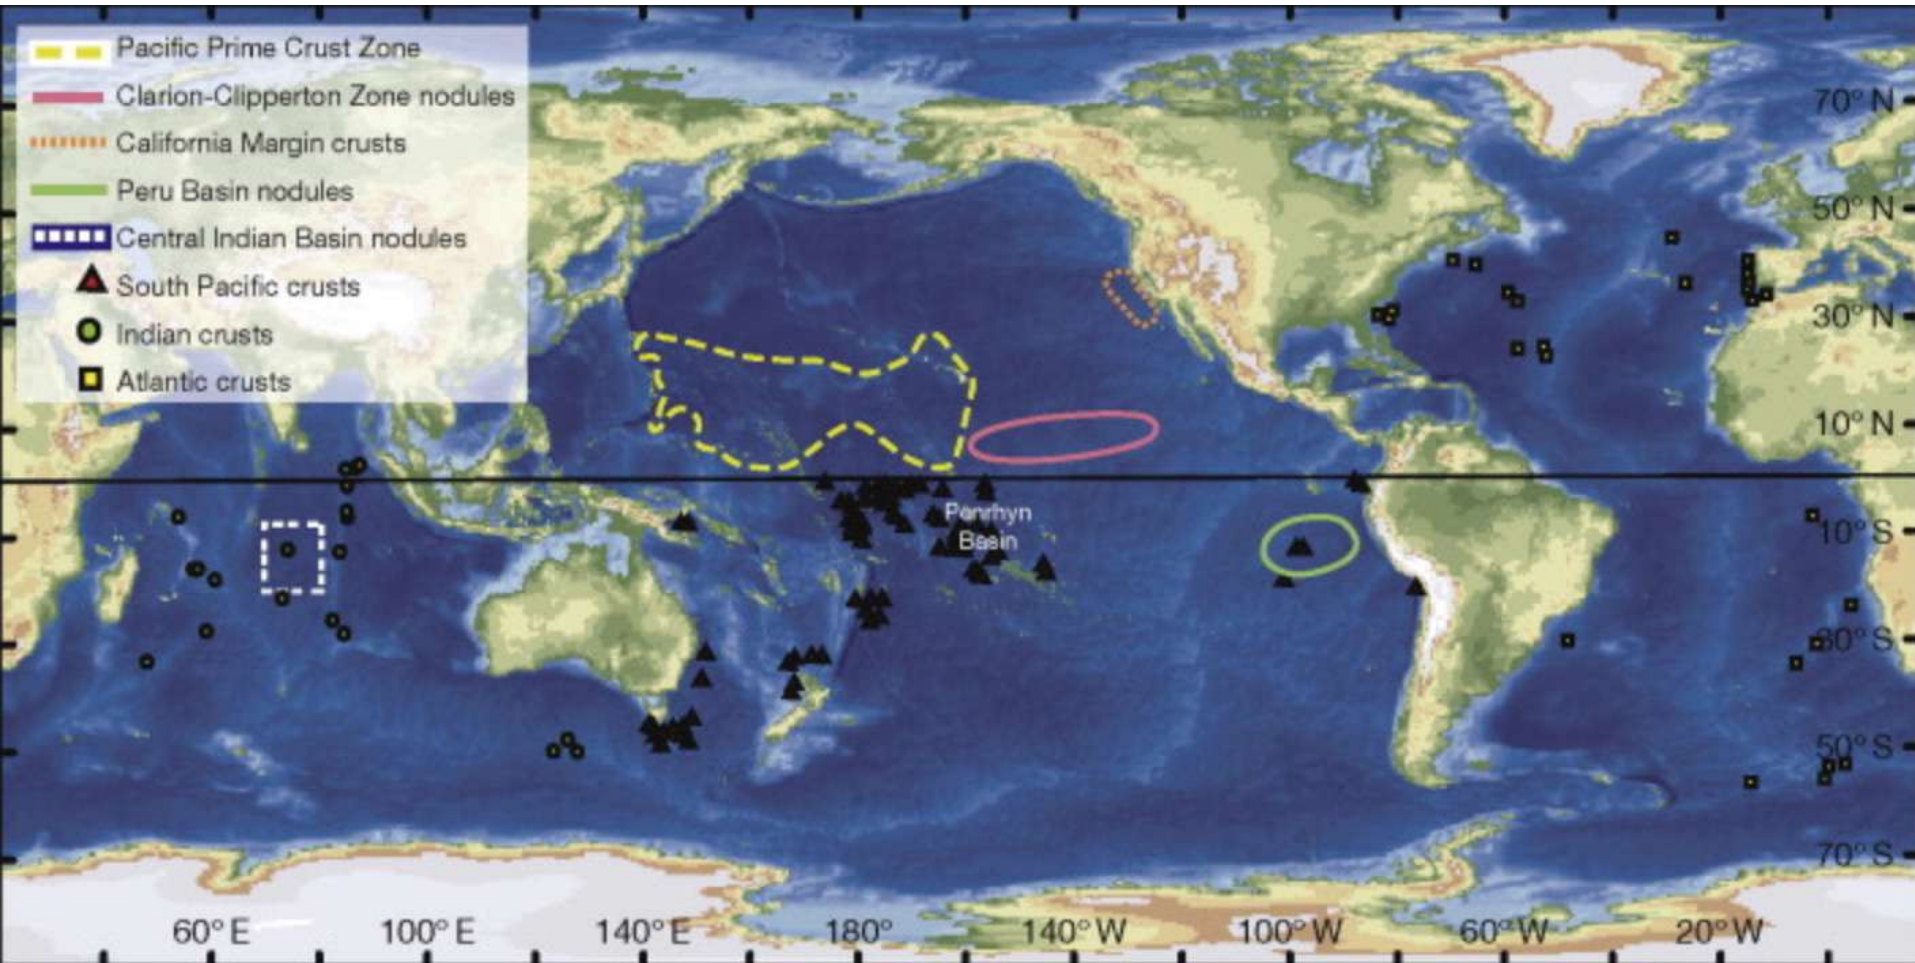 Pacific Prime Crust Zone
Clarion-Clipperton Zone nodules
California Margin crusts
Peru Basin nodules
Central Indian Basin nodules
South Pacific crusts
Indian crusts
Atlantic crusts
70° N
50° N
30° N
10° N
Penrhyn
Basin
10° S
30° S
50° S
70° S
60° E
100° E
140° E
180°
140° W
100° W
60° W
20° W